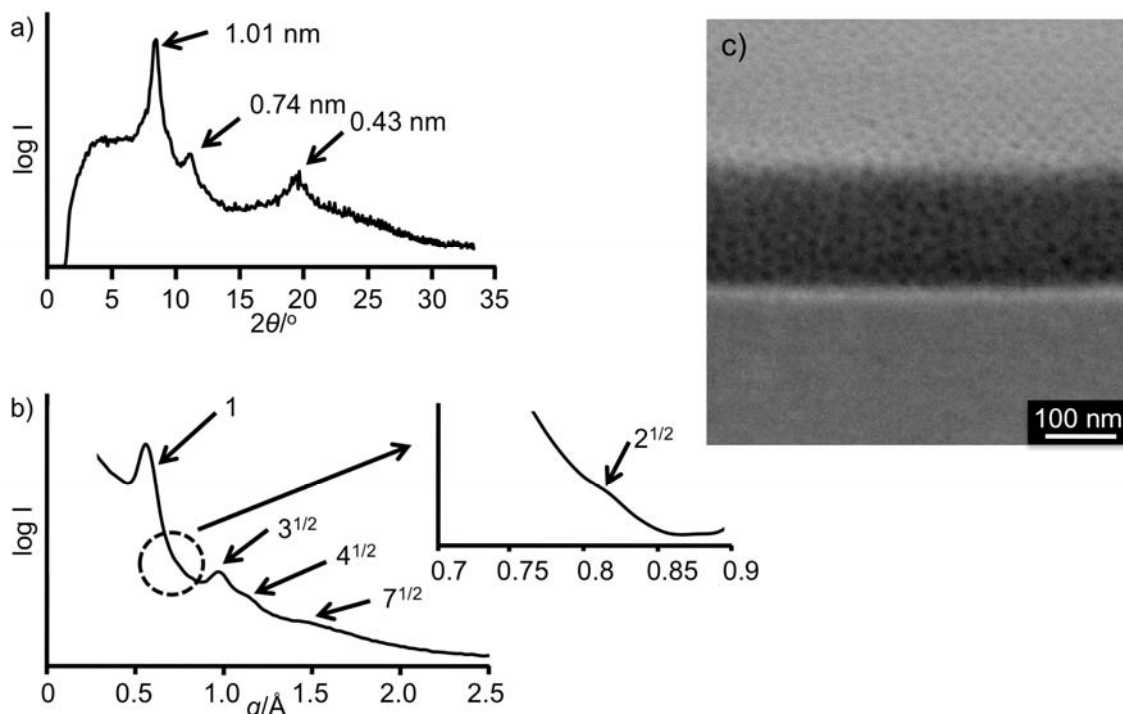 a)
1.01 nm
0.74 nm
0.43 nm
log I
0 5 10 15 20 25 30 35
2θ/°
b)
1
3^{1/2}
4^{1/2}
7^{1/2}
log I
0 0.5 1.0 1.5 2.0 2.5
q/Å
2^{1/2}
0.7 0.75 0.8 0.85 0.9
c)
100 nm